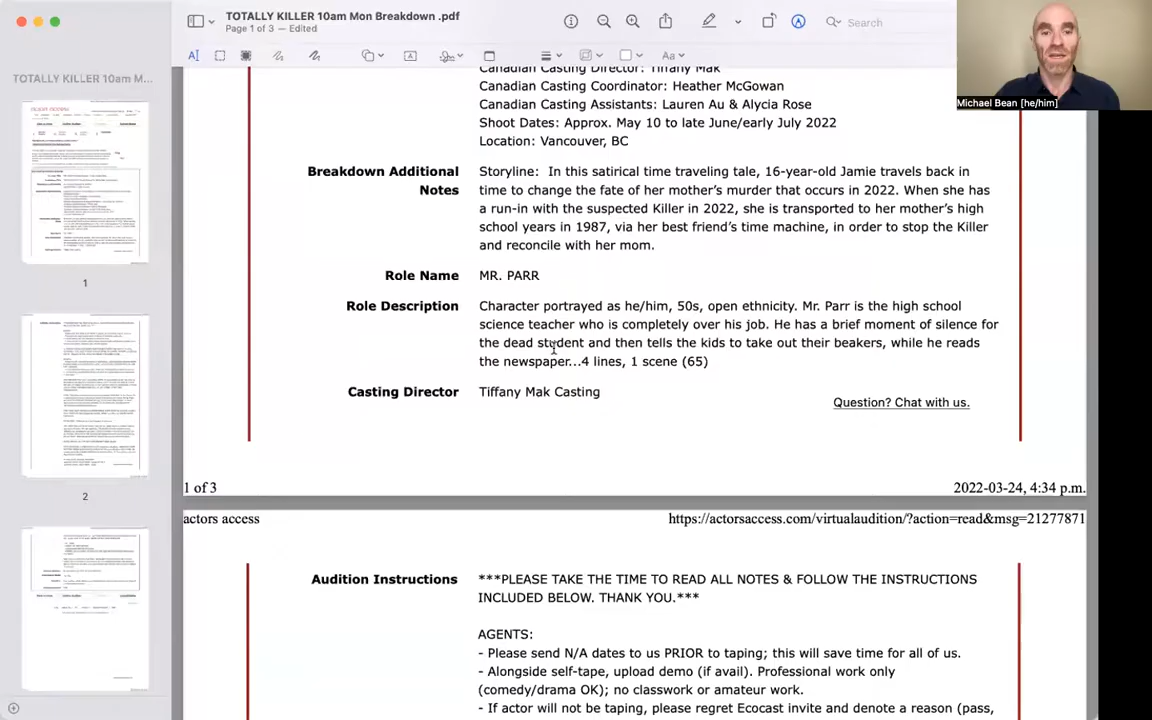 TOTALLY KILLER 10am Mon Breakdown .pdf
Page 1 of 3 – Edited
Search
Aa
TOTALLY KILLER 10am M...
1
2
Michael Bean [he/him]
Canadian Casting Director: Tiffany Mak
Canadian Casting Coordinator: Heather McGowan
Canadian Casting Assistants: Lauren Au & Alycia Rose
Shoot Dates: Approx. May 10 to late June/early July 2022
Location: Vancouver, BC
Breakdown Additional Notes
Storyline: In this satirical time traveling tale, 16-year-old Jamie travels back in
time to change the fate of her mother's murder that occurs in 2022. When she has
a run in with the suspected Killer in 2022, she is transported to her mother's high
school years in 1987, via her best friend's time machine, in order to stop the Killer
and reconcile with her mom.
Role Name MR. PARR
Role Description Character portrayed as he/him, 50s, open ethnicity. Mr. Parr is the high school
science teacher who is completely over his job. He has a brief moment of silence for
the dead student and then tells the kids to take out their beakers, while he reads
the newspaper...4 lines, 1 scene (65)
Casting Director Tiffany Mak Casting
Question? Chat with us.
1 of 3 2022-03-24, 4:34 p.m.
actors access https://actorsaccess.com/virtualaudition/?action=read&msg=21277871
Audition Instructions ***PLEASE TAKE THE TIME TO READ ALL NOTES & FOLLOW THE INSTRUCTIONS
INCLUDED BELOW. THANK YOU.***
AGENTS:
- Please send N/A dates to us PRIOR to taping; this will save time for all of us.
- Alongside self-tape, upload demo (if avail). Professional work only
(comedy/drama OK); no classwork or amateur work.
- If actor will not be taping, please regret Ecocast invite and denote a reason (pass,